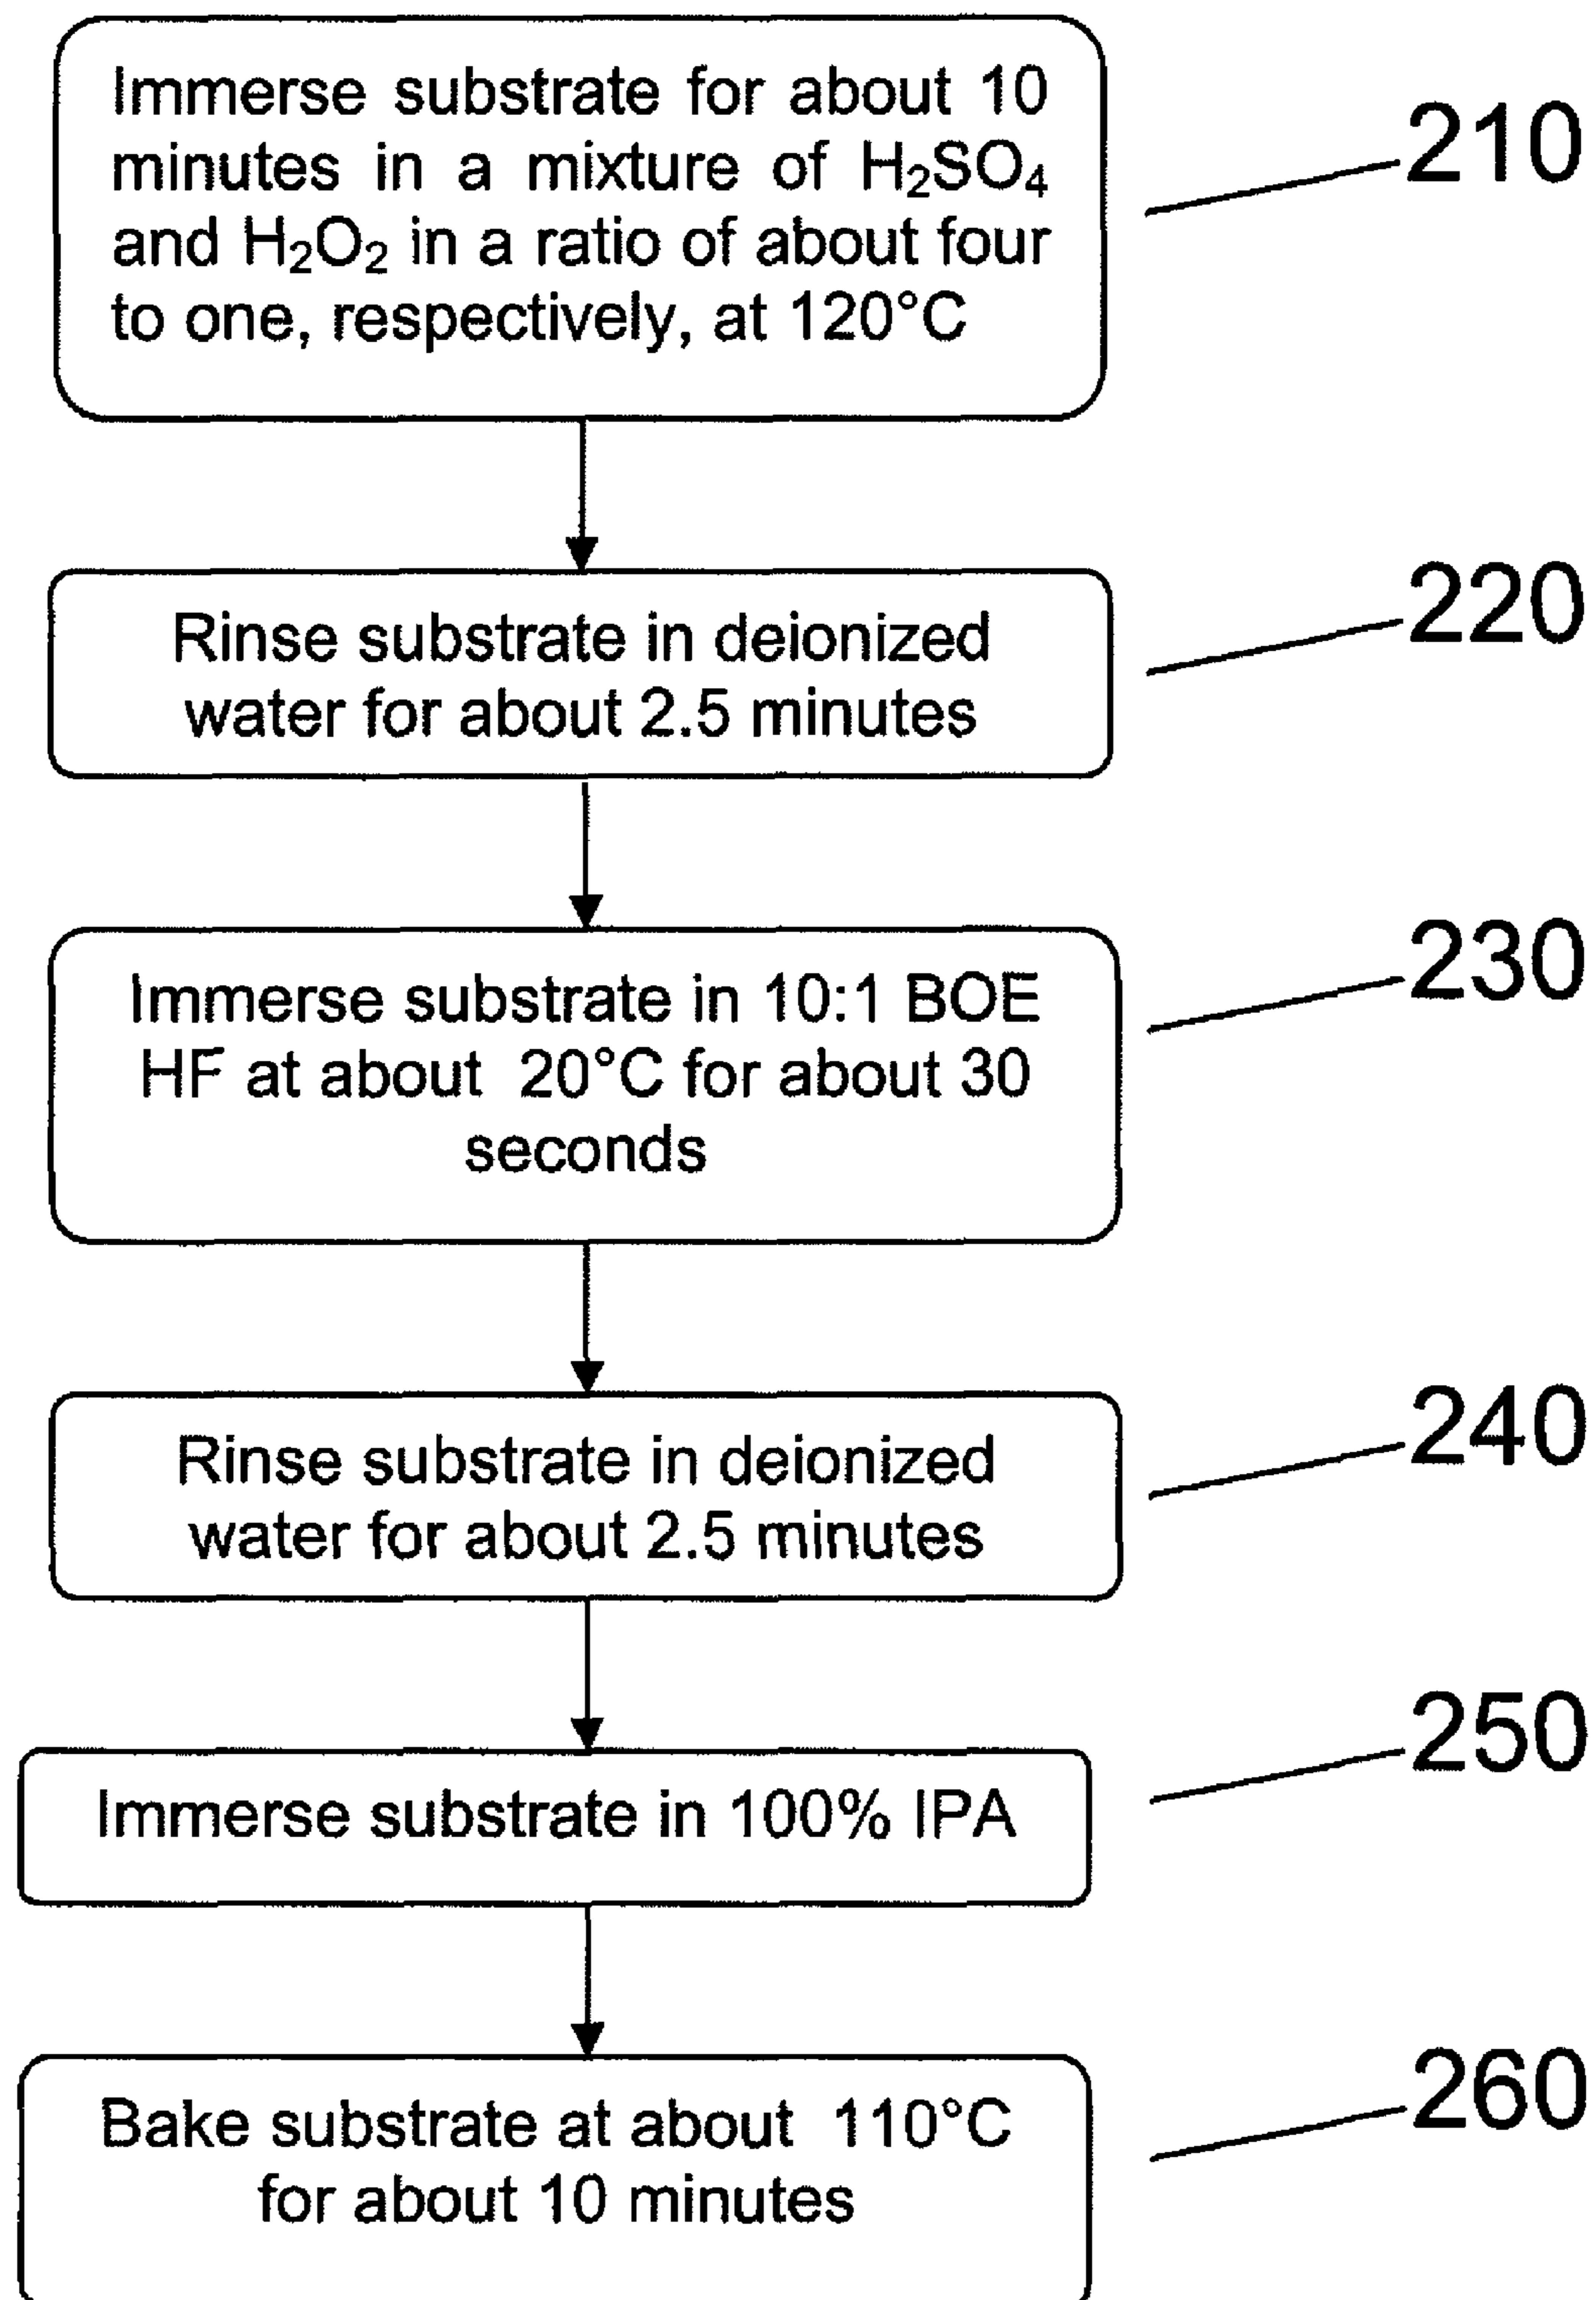 Immerse substrate for about 10
minutes in a mixture of H₂SO₄
and H₂O₂ in a ratio of about four
to one, respectively, at 120°C
210
Rinse substrate in deionized
water for about 2.5 minutes
220
Immerse substrate in 10:1 BOE
HF at about 20°C for about 30
seconds
230
Rinse substrate in deionized
water for about 2.5 minutes
240
Immerse substrate in 100% IPA
250
Bake substrate at about 110°C
for about 10 minutes
260